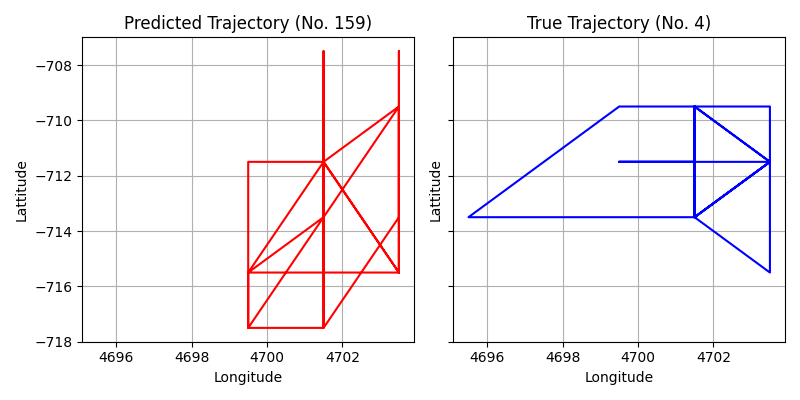 Predicted Trajectory (No. 159)
True Trajectory (No. 4)
Lattitude
−708
−710
−712
−714
−716
−718
4696 4698 4700 4702
Longitude
Lattitude
4696 4698 4700 4702
Longitude